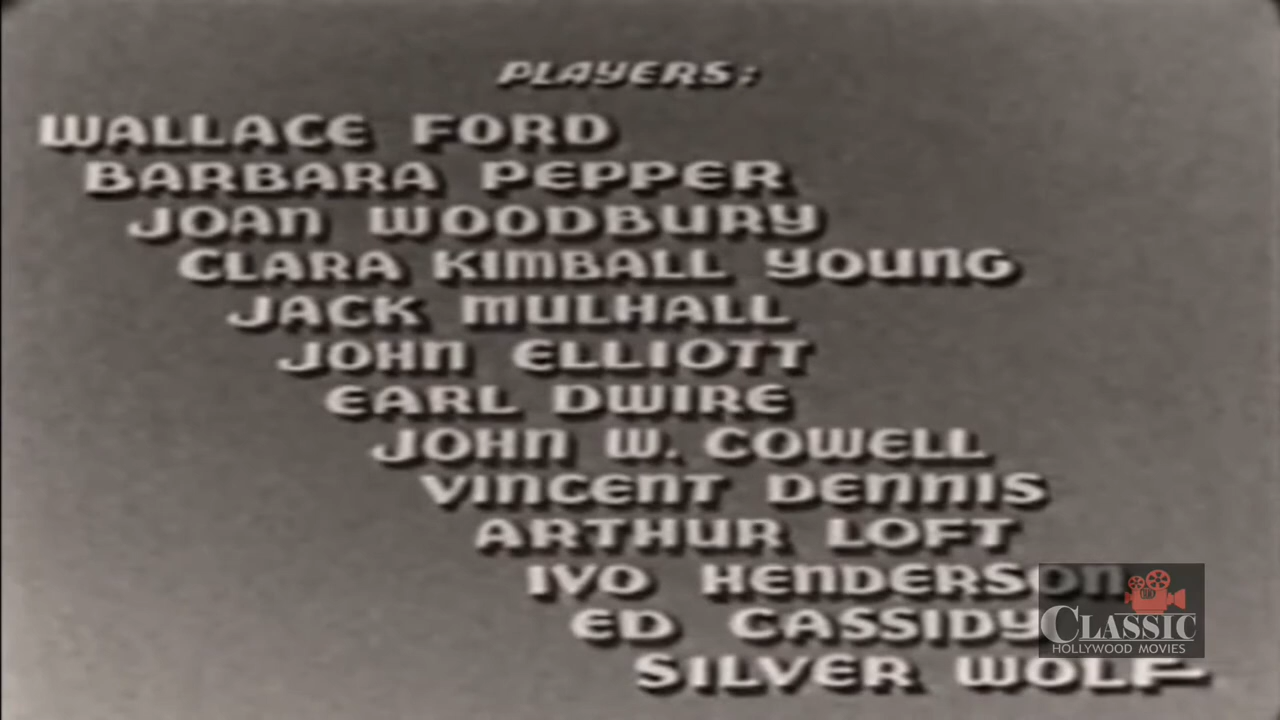 PLAYERS:
WALLACE FORD
BARBARA PEPPER
JOAN WOODBURY
CLARA KIMBALL YOUNG
JACK MULHALL
JOHN ELLIOTT
EARL DWIRE
JOHN W. COWELL
VINCENT DENNIS
ARTHUR LOFT
IVO HENDERSON
ED CASSIDY
SILVER WOLF
CLASSIC
HOLLYWOOD MOVIES